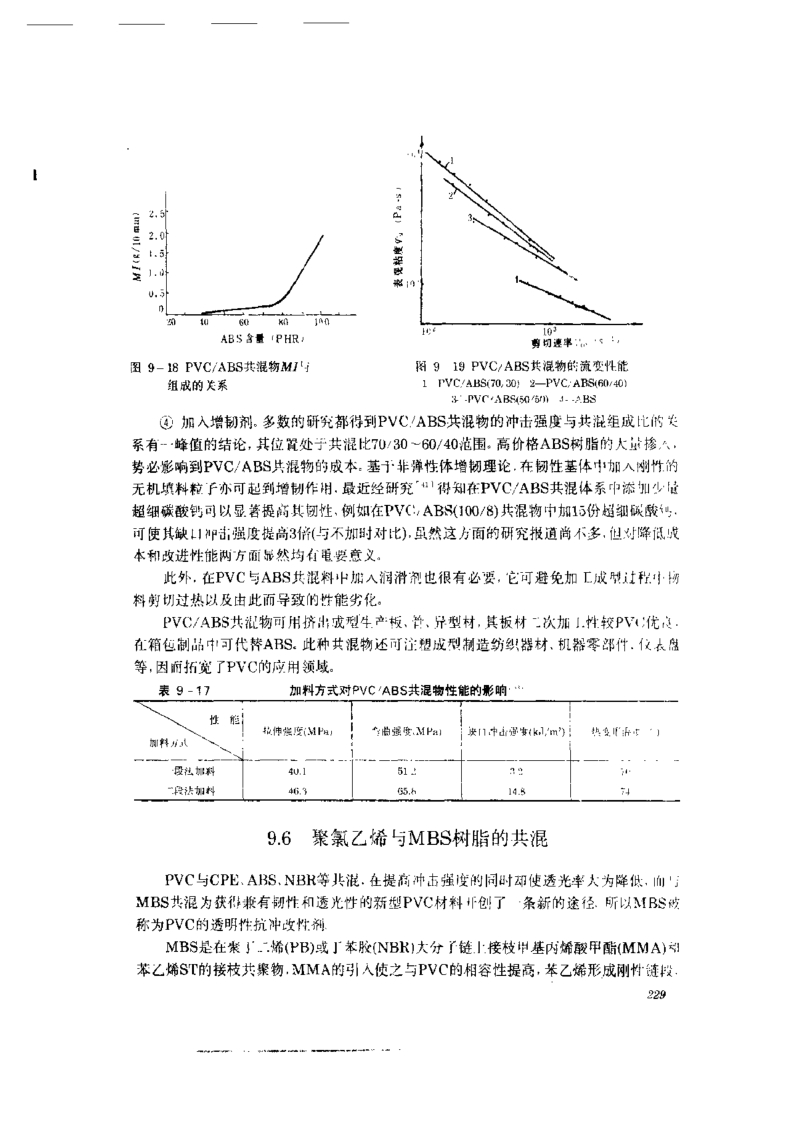 MI(g/10min)
2.5
2.0
1.5
1.0
0.5
0
20 40 60 80 100
ABS含量(PHR)
图 9-18 PVC/ABS共混物MI与
组成的关系
表观粘度 (Pa·s)
1
2
3
4
剪切速率
图 9 19 PVC/ABS共混物的流变性能
1 PVC/ABS(70/30) 2—PVC/ABS(60/40)
3 -PVC/ABS(50/50) 4--ABS
④ 加入增韧剂。多数的研究都得到PVC/ABS共混物的冲击强度与共混组成比的关
系有一峰值的结论,其位置处于共混比70/30~60/40范围。高价格ABS树脂的大量掺入,
势必影响到PVC/ABS共混物的成本。基于非弹性体增韧理论,在韧性基体中加入刚性的
无机填料粒子亦可起到增韧作用,最近经研究得知在PVC/ABS共混体系中添加少量
超细碳酸钙可以显著提高其韧性、例如在PVC/ABS(100/8)共混物中加15份超细碳酸钙,
可使其缺口冲击强度提高3倍(与不加时对比),虽然这方面的研究报道尚不多,但对降低成
本和改进性能两方面显然均有重要意义。
此外,在PVC与ABS共混料中加入润滑剂也很有必要,它可避免加工成型过程中物
料剪切过热以及由此而导致的性能劣化。
PVC/ABS共混物可用挤出成型生产板、管、异型材,其板材二次加工性较PVC优良,
在箱包制品中可代替ABS。此种共混物还可注塑成型制造纺织器材、机器零部件、仪表盘
等,因而拓宽了PVC的应用领域。
表 9-17 加料方式对PVC/ABS共混物性能的影响
性能
加料方式
拉伸强度(MPa) 弯曲强度(MPa) 缺口冲击强度(kJ/m²)
一段法加料 40.1 51.2 3.2
二段法加料 46.3 65.8 14.8 74
9.6 聚氯乙烯与MBS树脂的共混
PVC与CPE、ABS、NBR等共混,在提高冲击强度的同时却使透光率大为降低,而与
MBS共混为获得兼有韧性和透光性的新型PVC材料开创了一条新的途径.所以MBS被
称为PVC的透明性抗冲改性剂.
MBS是在聚丁二烯(PB)或丁苯胶(NBR)大分子链上接枝甲基丙烯酸甲酯(MMA)和
苯乙烯ST的接枝共聚物.MMA的引入使之与PVC的相容性提高,苯乙烯形成刚性链段.
229